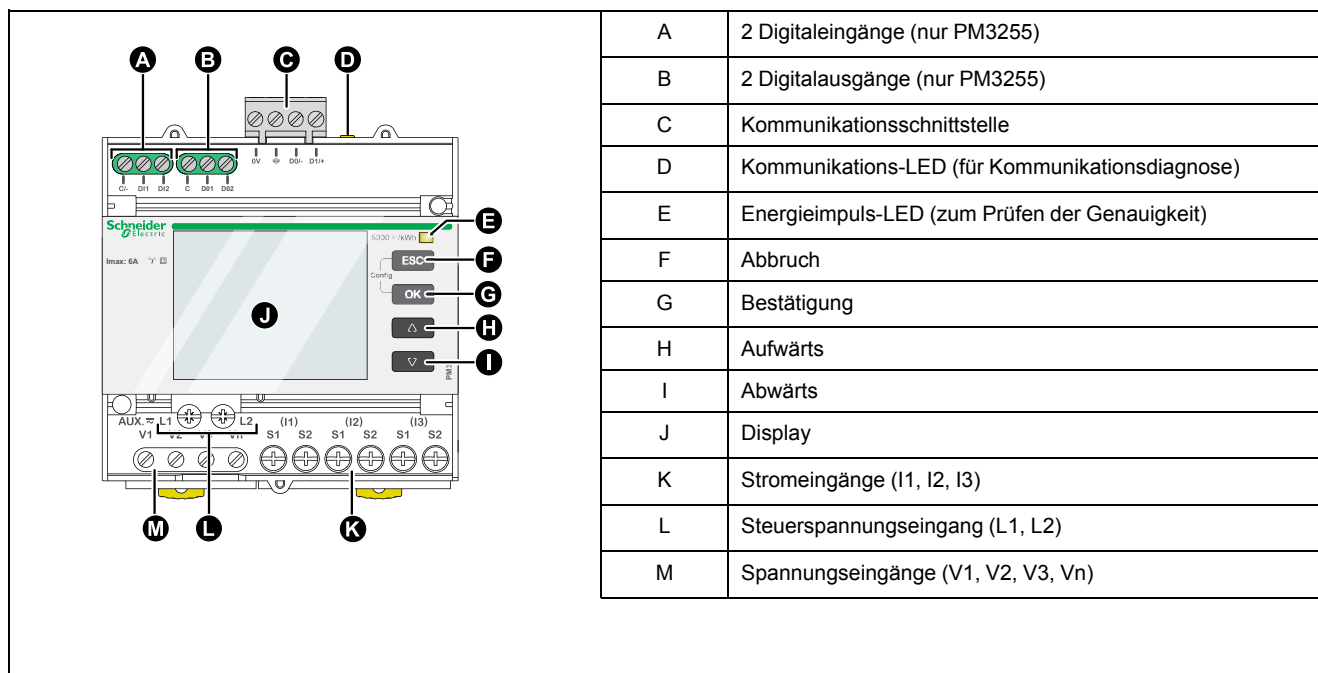 A B C D
0V D0/- D1/+
C/- DI1 DI2 C D01 D02
Schneider
Electric
5000 /kWh
E
Imax: 6A
ESC
F
Config
OK
G
J
H
I
AUX. L1 L2 (I1) (I2) (I3)
V1 V2 Vn S1 S2 S1 S2 S1 S2
M L K
A 2 Digitaleingänge (nur PM3255)
B 2 Digitalausgänge (nur PM3255)
C Kommunikationsschnittstelle
D Kommunikations-LED (für Kommunikationsdiagnose)
E Energieimpuls-LED (zum Prüfen der Genauigkeit)
F Abbruch
G Bestätigung
H Aufwärts
I Abwärts
J Display
K Stromeingänge (I1, I2, I3)
L Steuerspannungseingang (L1, L2)
M Spannungseingänge (V1, V2, V3, Vn)